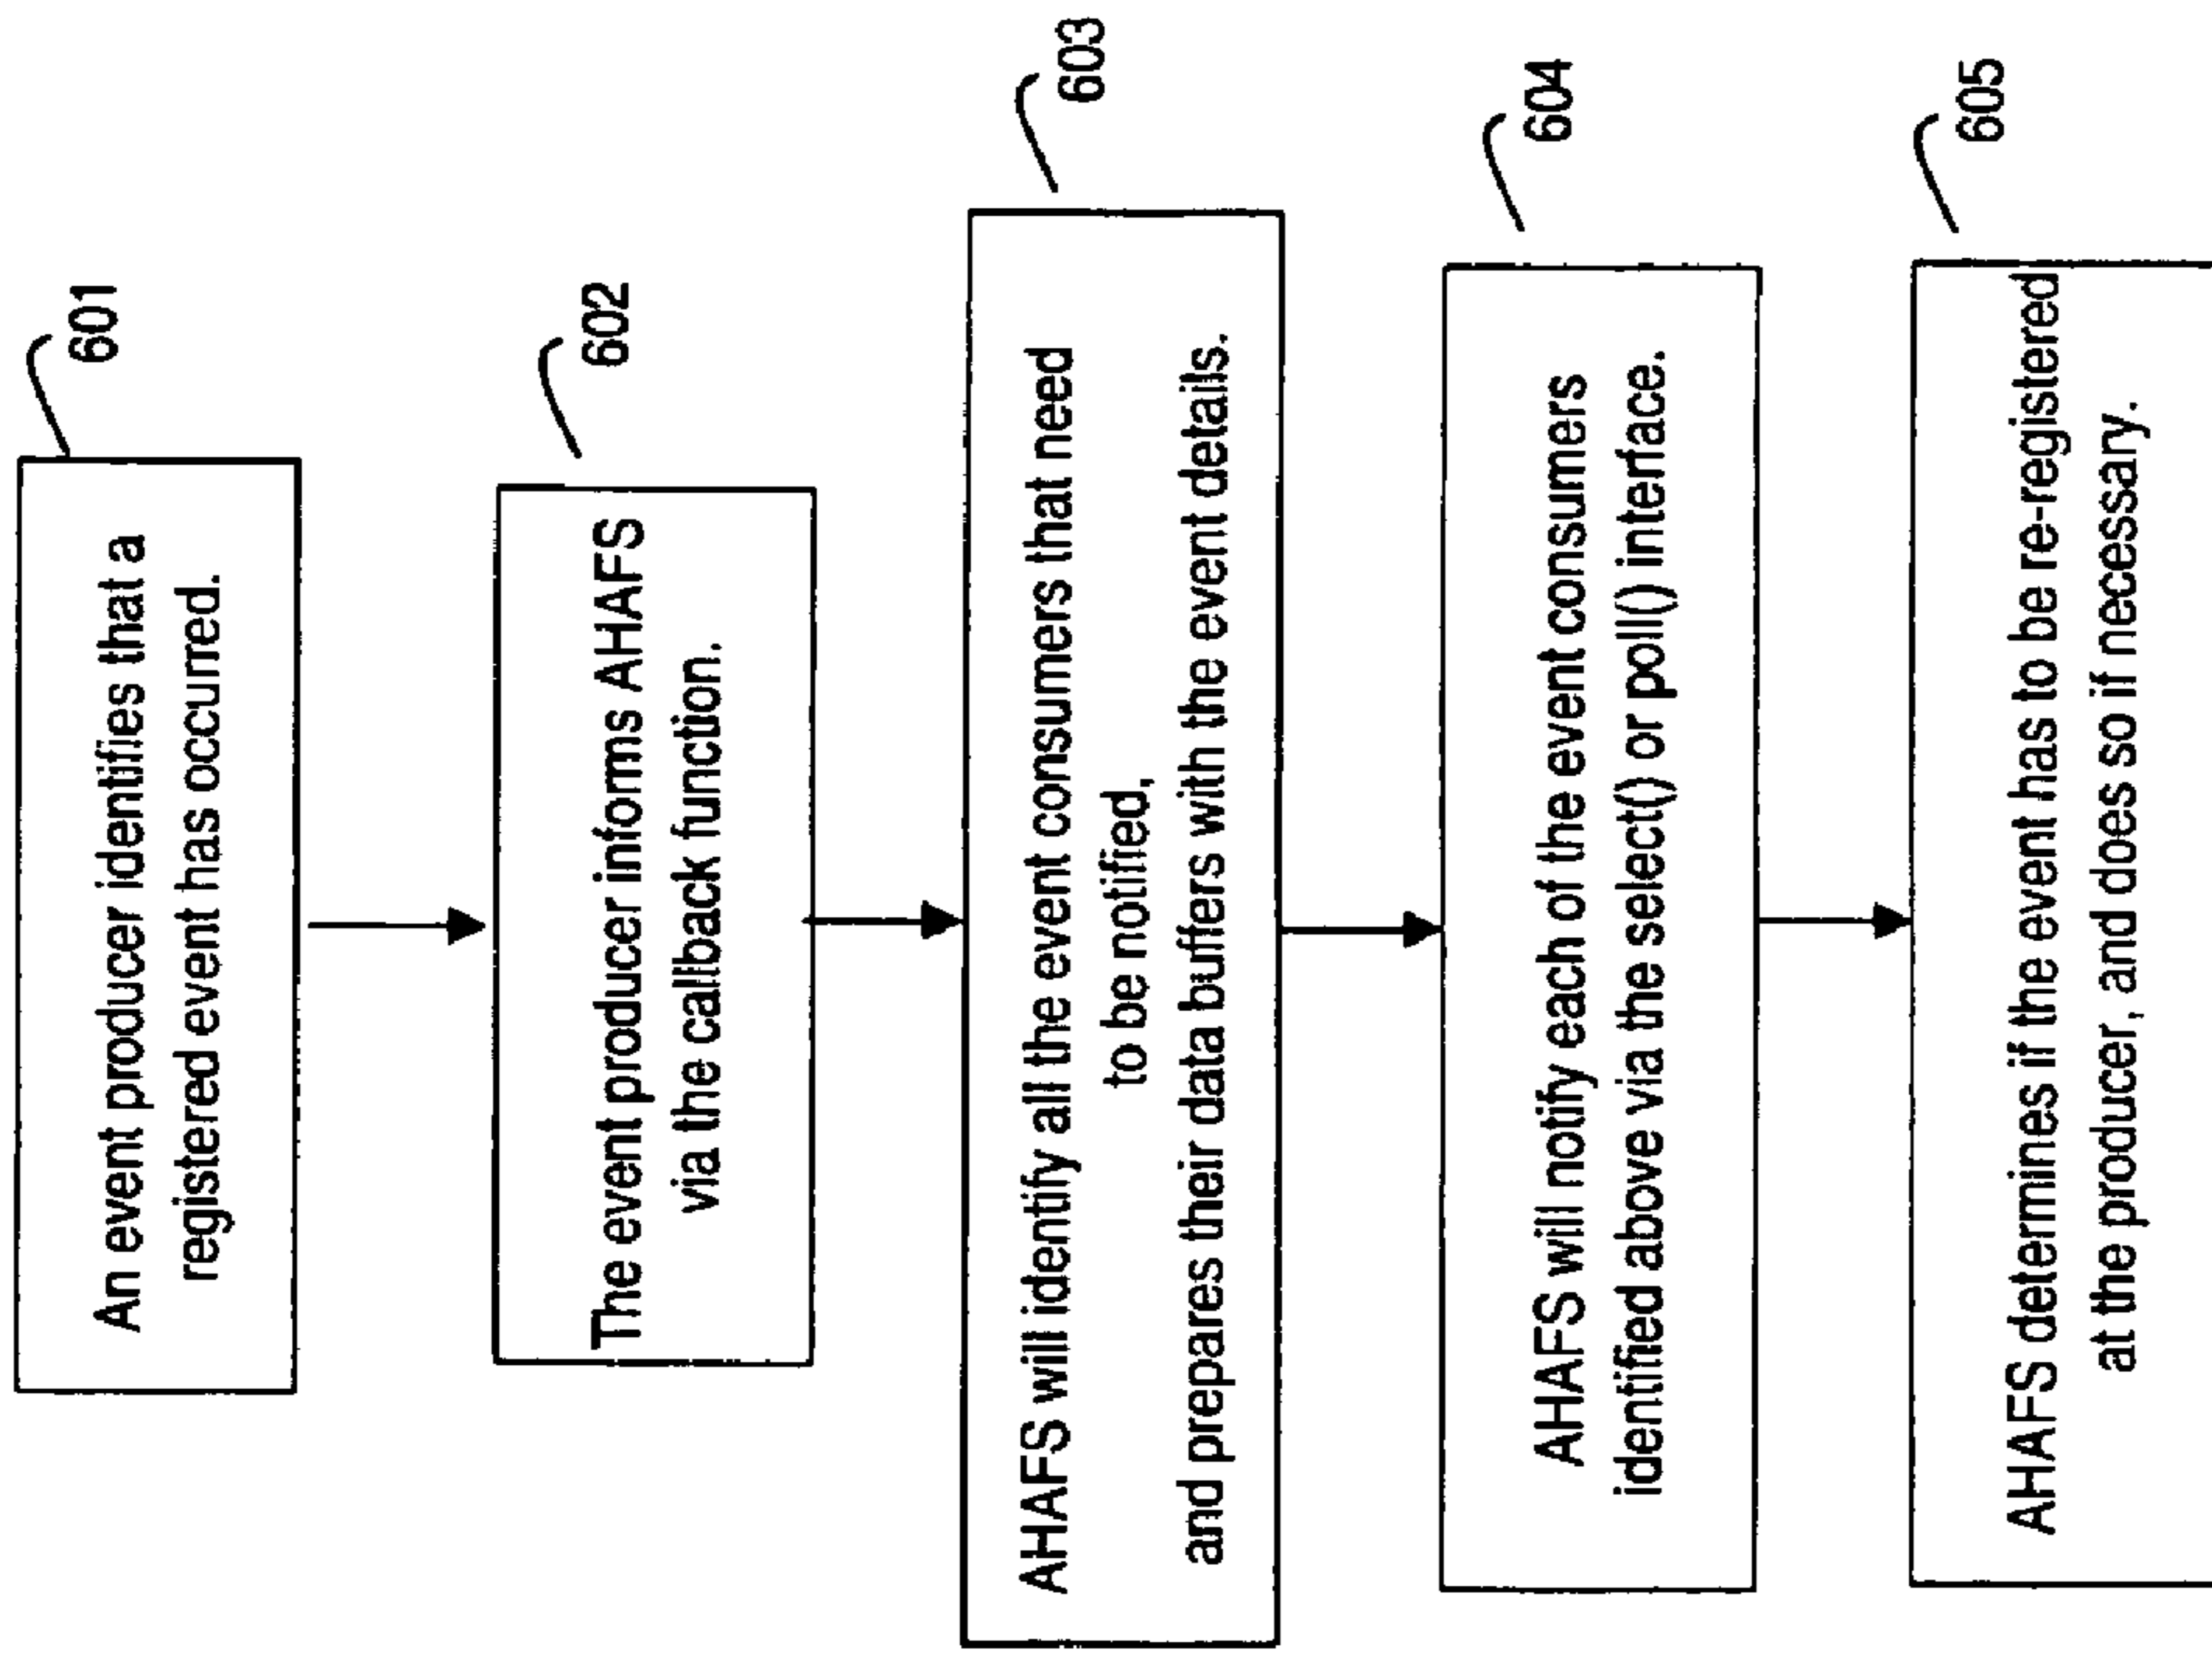 601
An event producer identifies that a
registered event has occurred.
602
The event producer informs AHAFS
via the callback function.
603
AHAFS will identify all the event consumers that need
to be notified,
and prepares their data buffers with the event details.
604
AHAFS will notify each of the event consumers
identified above via the select() or poll() interface.
605
AHAFS determines if the event has to be re-registered
at the producer, and does so if necessary.